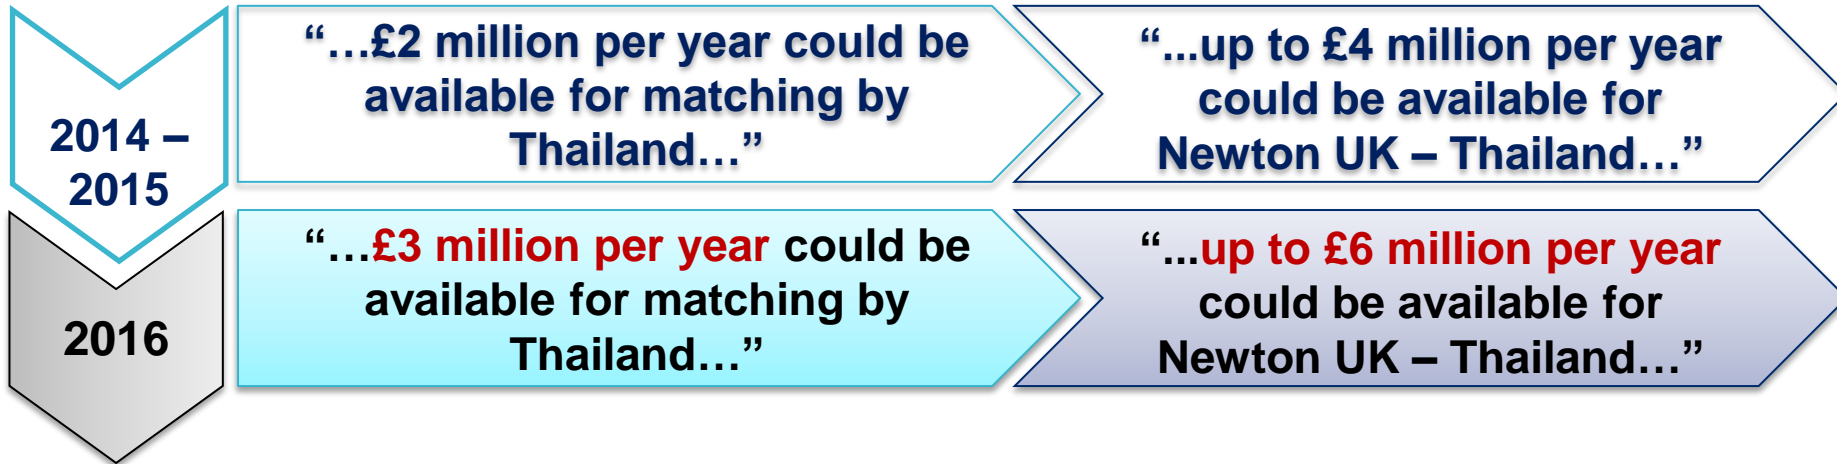 2014 –
2015
“…£2 million per year could be
available for matching by
Thailand…”
“...up to £4 million per year
could be available for
Newton UK – Thailand…”
2016
“…£3 million per year could be
available for matching by
Thailand…”
“...up to £6 million per year
could be available for
Newton UK – Thailand…”